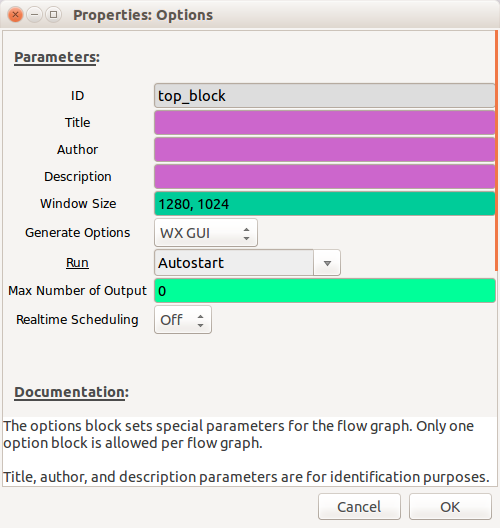 Properties: Options
Parameters:
ID top_block
Title
Author
Description
Window Size 1280, 1024
Generate Options WX GUI
Run Autostart
Max Number of Output 0
Realtime Scheduling Off
Documentation:
The options block sets special parameters for the flow graph. Only one
option block is allowed per flow graph.
Title, author, and description parameters are for identification purposes.
Cancel OK